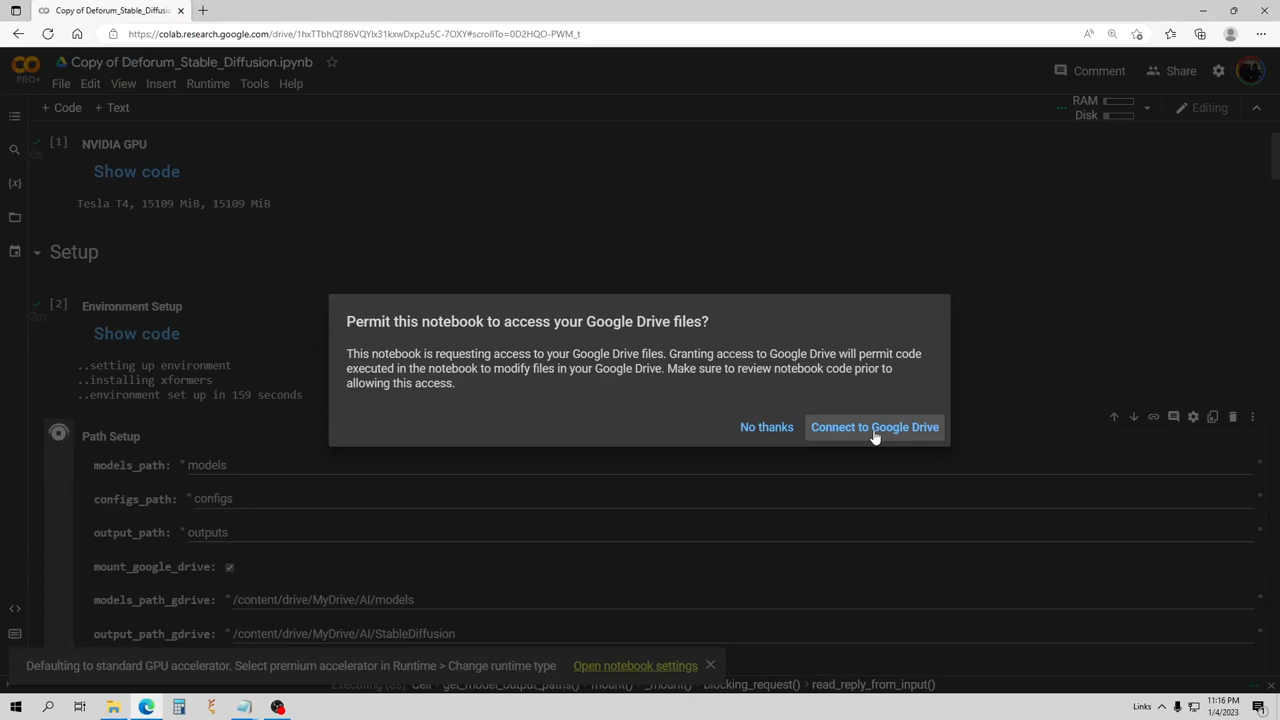 Copy of Deforum_Stable_Diffusi
https://colab.research.google.com/drive/1hxTTbhQT86VQYlx31kxwDxp2u5C-7OXY#scrollTo=0D2HQO-PWM_t
PRO+
Copy of Deforum_Stable_Diffusion.ipynb
File Edit View Insert Runtime Tools Help
Comment
Share
+ Code + Text
RAM
Disk
Editing
[1] NVIDIA GPU
0s
Show code
Tesla T4, 15109 MiB, 15109 MiB
Setup
[2] Environment Setup
2m
Show code
..setting up environment
..installing xformers
..environment set up in 159 seconds
Permit this notebook to access your Google Drive files?
This notebook is requesting access to your Google Drive files. Granting access to Google Drive will permit code
executed in the notebook to modify files in your Google Drive. Make sure to review notebook code prior to
allowing this access.
No thanks
Connect to Google Drive
Path Setup
models_path: " models "
configs_path: " configs "
output_path: " outputs "
mount_google_drive:
models_path_gdrive: " /content/drive/MyDrive/AI/models "
output_path_gdrive: " /content/drive/MyDrive/AI/StableDiffusion "
Defaulting to standard GPU accelerator. Select premium accelerator in Runtime > Change runtime type Open notebook settings
Cell > get_model_output_paths() > mount() > _mount() > blocking_request() > read_reply_from_input()
Links
11:16 PM
1/4/2023